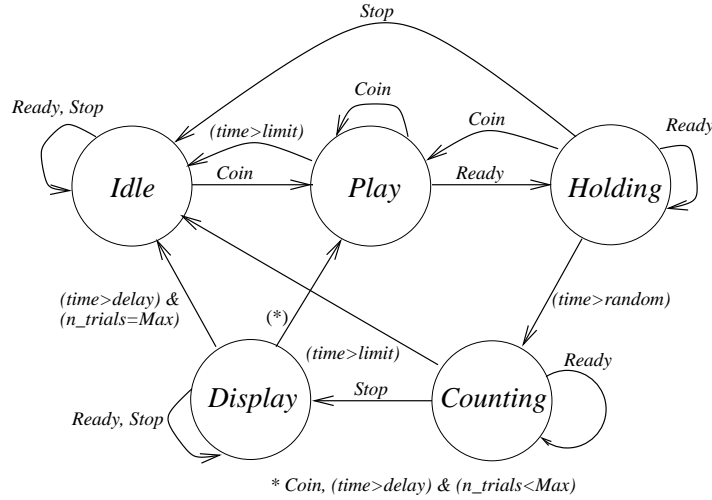 Stop
Coin
Ready, Stop
(time>limit)
Coin
Ready
Idle
Coin
Play
Ready
Holding
(time>delay) &
(n_trials=Max)
(*)
(time>random)
(time>limit)
Ready
Display
Stop
Counting
Ready, Stop
* Coin, (time>delay) & (n_trials<Max)